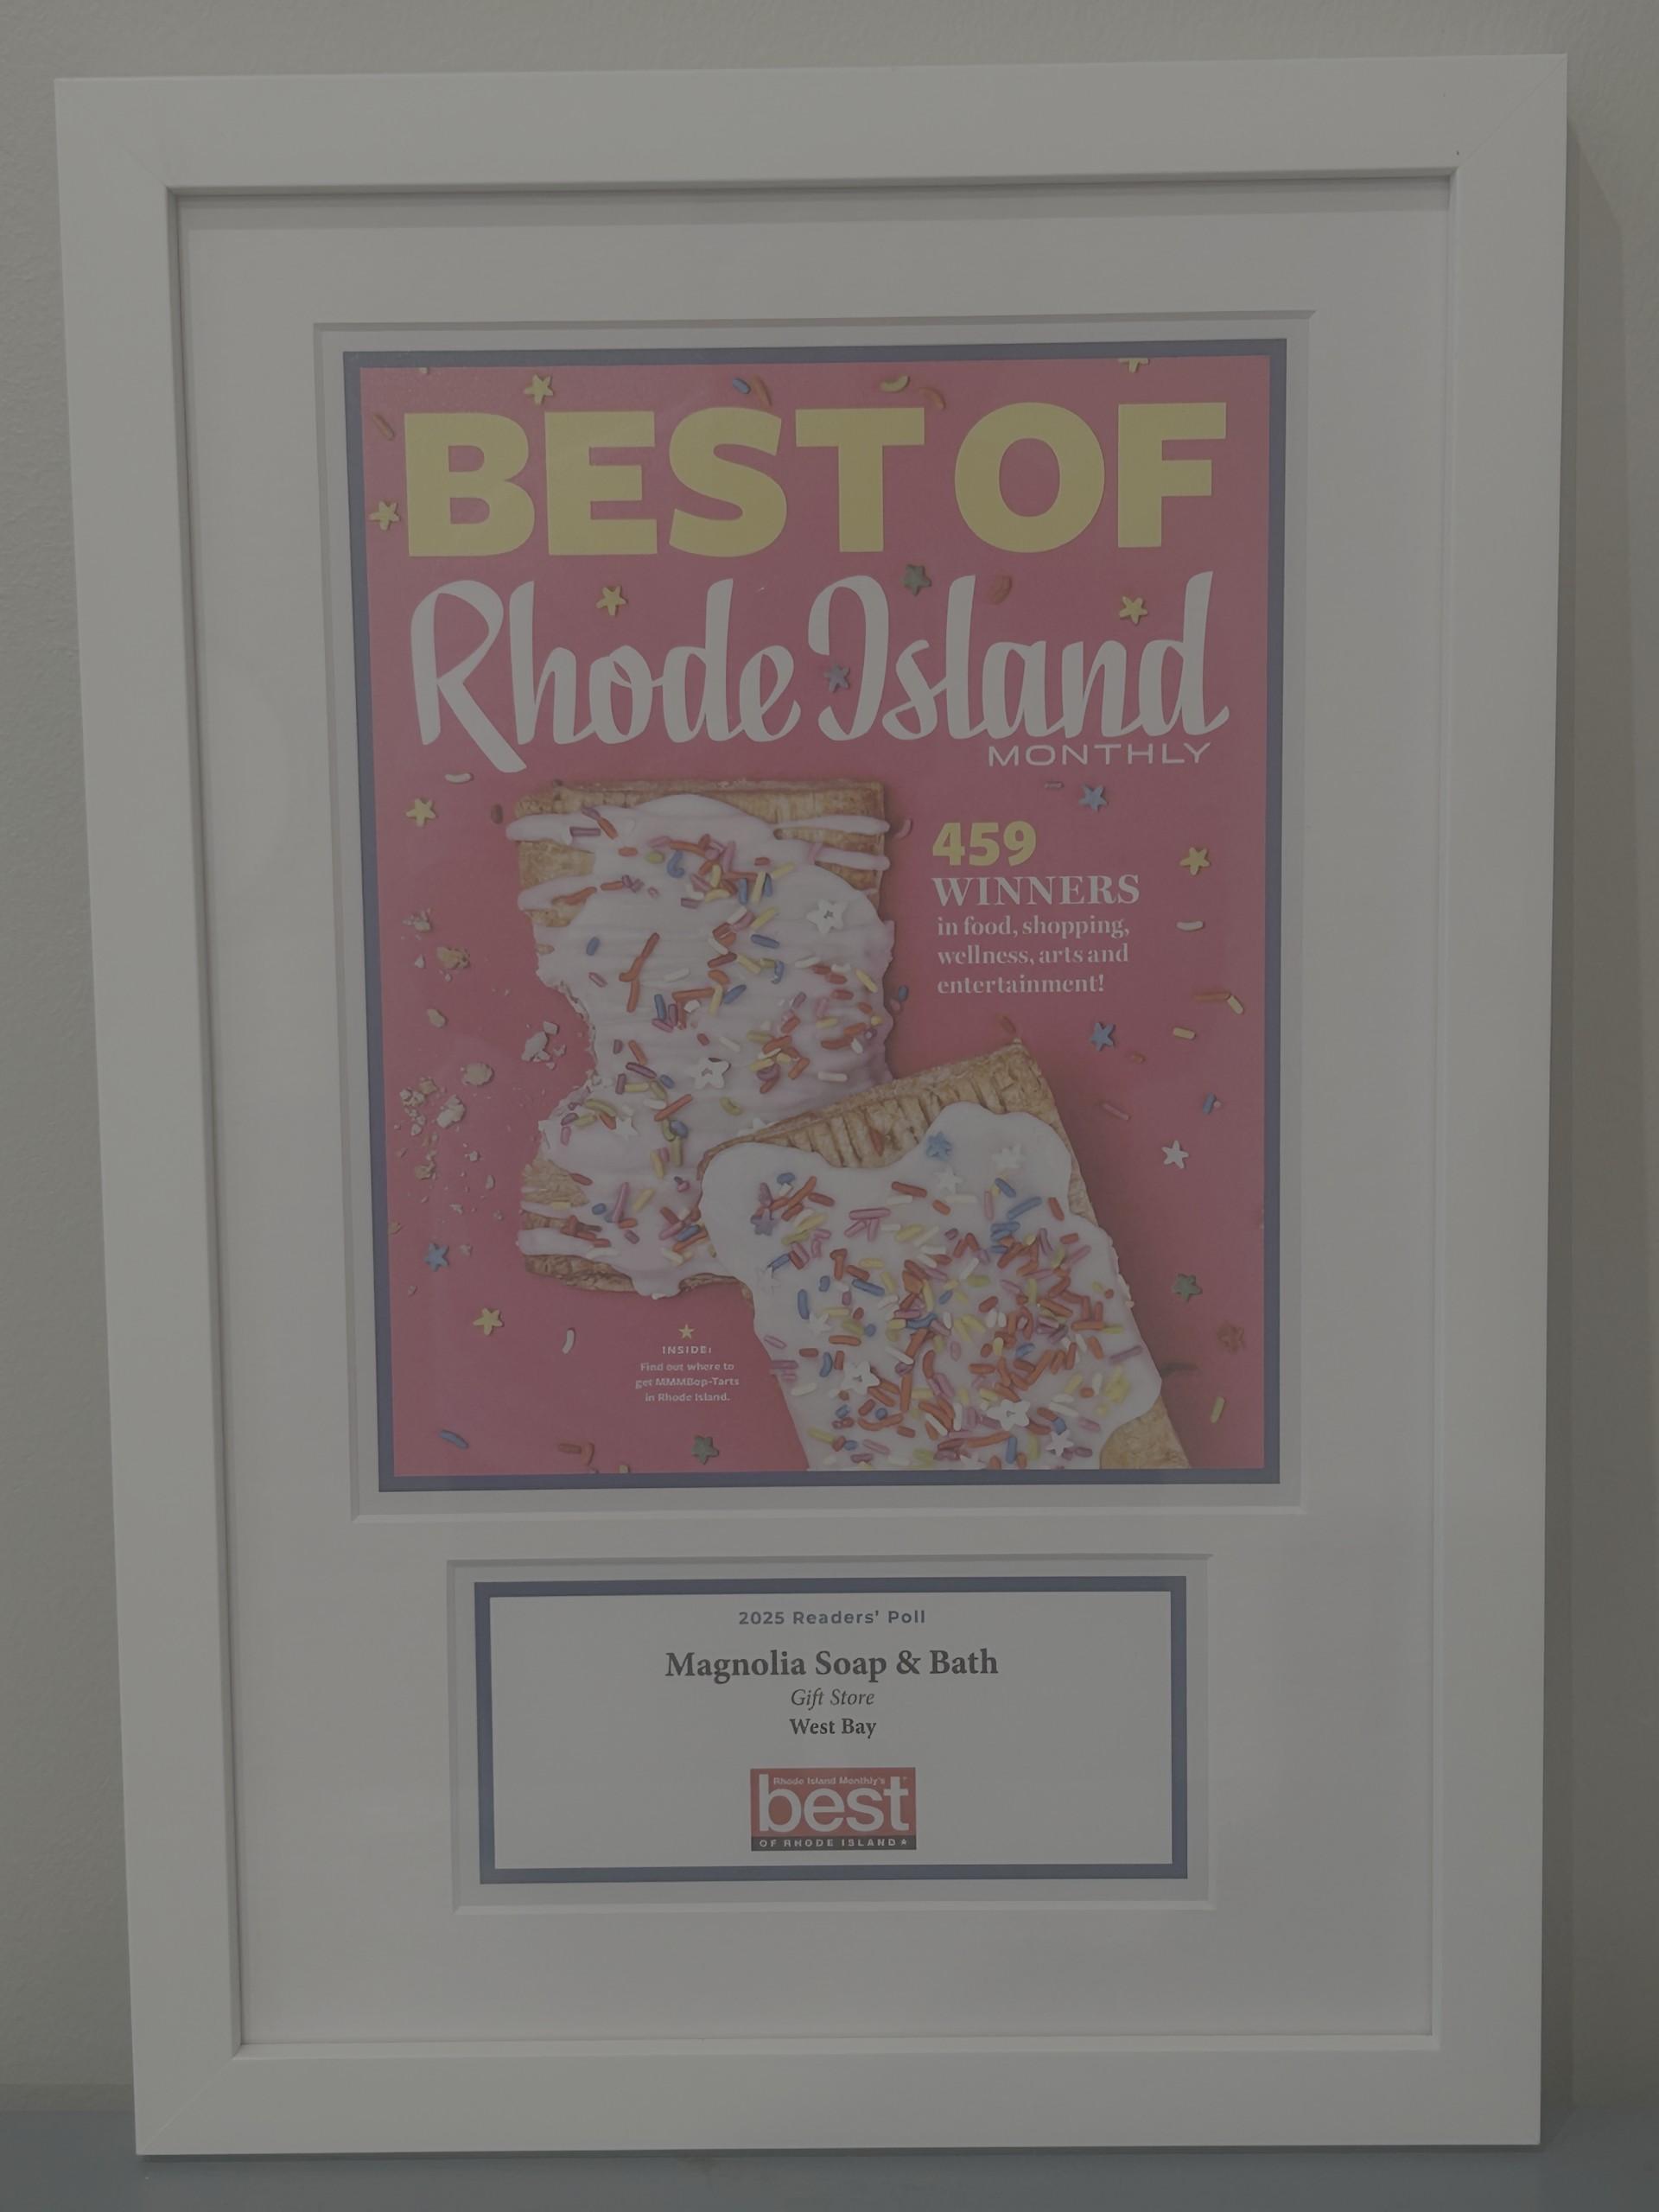 BEST OF
Rhode Island
MONTHLY
459
WINNERS
in food, shopping,
wellness, arts and
entertainment!
INSIDE:
Find out where to
get MMMBop-Tarts
in Rhode Island.
2025 Readers' Poll
Magnolia Soap & Bath
Gift Store
West Bay
Rhode Island Monthly's
best
OF RHODE ISLAND